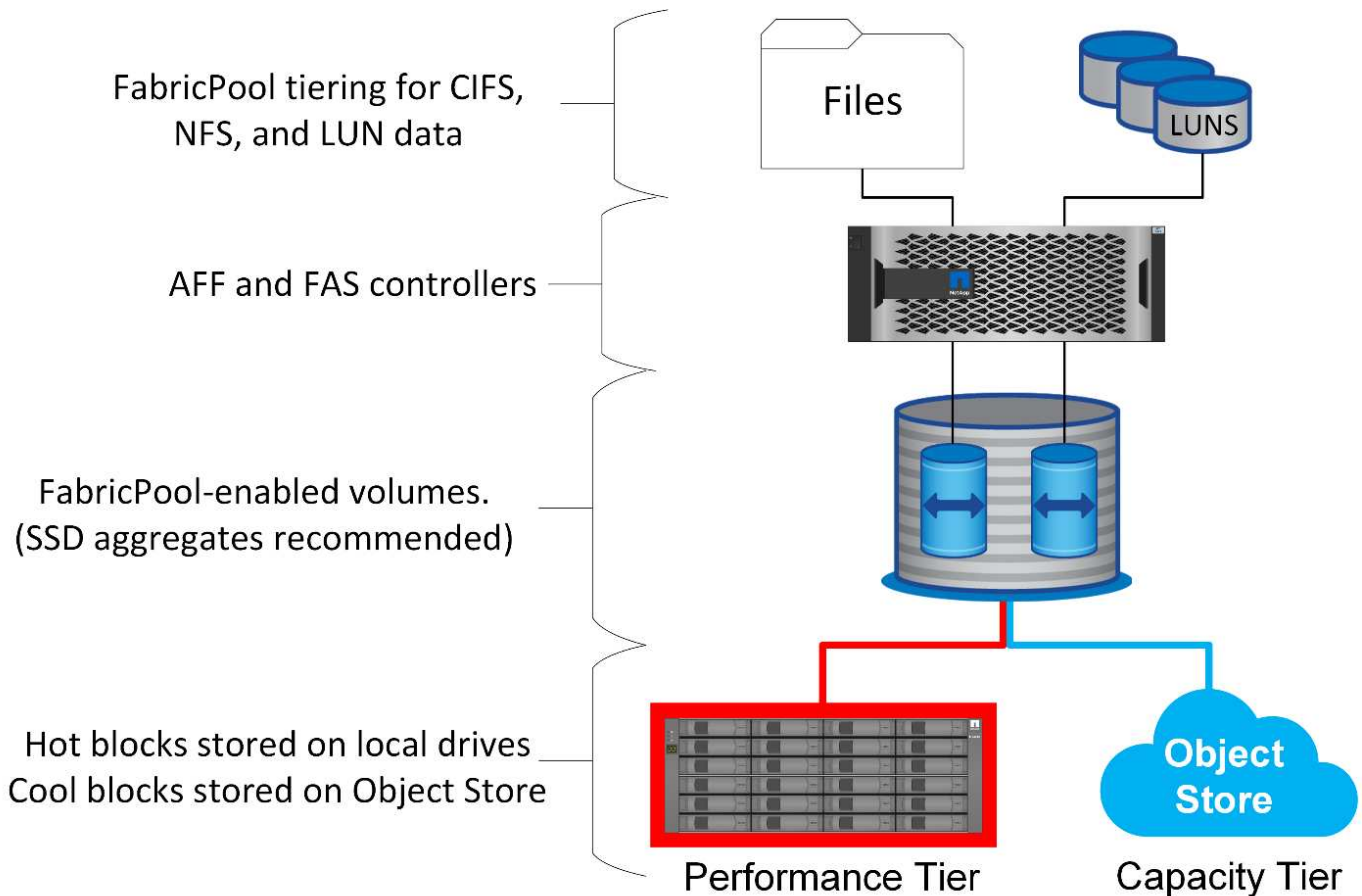 FabricPool tiering for CIFS,
NFS, and LUN data
Files
LUNS
AFF and FAS controllers
NetApp
FabricPool-enabled volumes.
(SSD aggregates recommended)
Hot blocks stored on local drives
Cool blocks stored on Object Store
Object
Store
Performance Tier
Capacity Tier